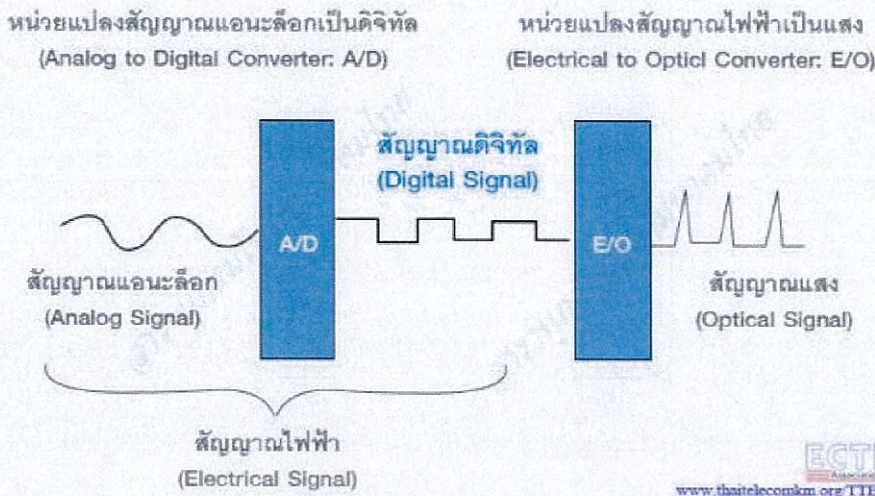 หน่วยแปลงสัญญาณแอนะล็อกเป็นดิจิทัล
(Analog to Digital Converter: A/D)
หน่วยแปลงสัญญาณไฟฟ้าเป็นแสง
(Electrical to Opticl Converter: E/O)
สัญญาณดิจิทัล
(Digital Signal)
A/D
E/O
สัญญาณแอนะล็อก
(Analog Signal)
สัญญาณแสง
(Optical Signal)
สัญญาณไฟฟ้า
(Electrical Signal)
www.thaitelecomkm.org/TTE